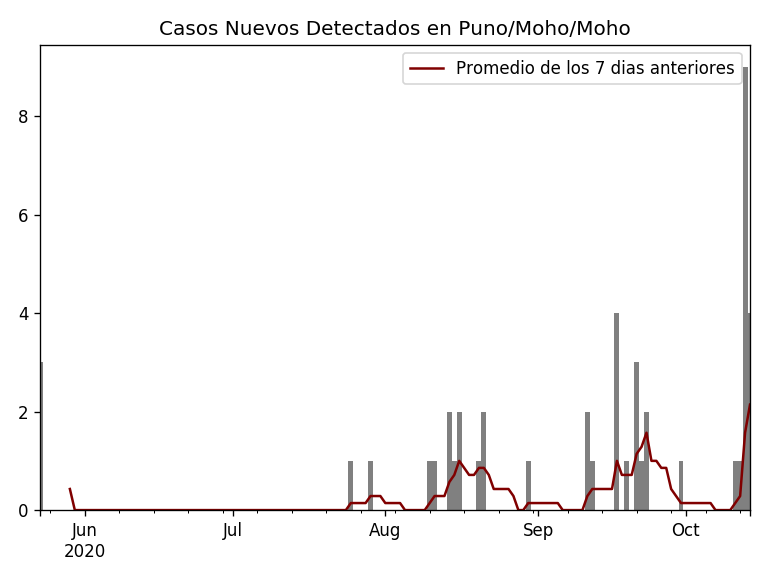 Casos Nuevos Detectados en Puno/Moho/Moho
Promedio de los 7 dias anteriores
8
6
4
2
0
Jun Jul Aug Sep Oct
2020